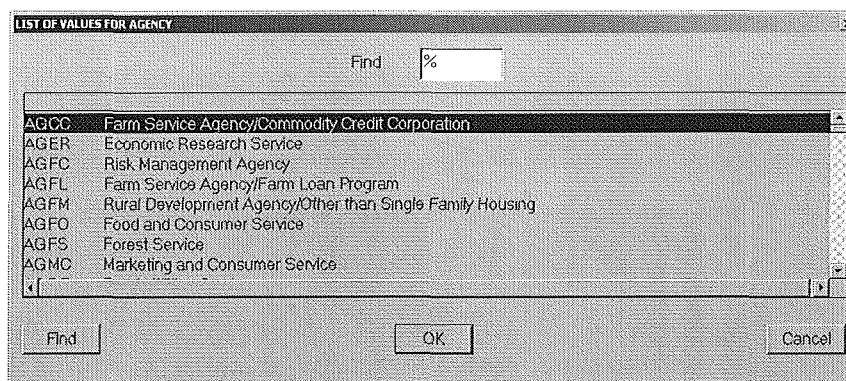 LIST OF VALUES FOR AGENCY
Find %
AGCC Farm Service Agency/Commodity Credit Corporation
AGER Economic Research Service
AGFC Risk Management Agency
AGFL Farm Service Agency/Farm Loan Program
AGFM Rural Development Agency/Other than Single Family Housing
AGFO Food and Consumer Service
AGFS Forest Service
AGMC Marketing and Consumer Service
Find OK Cancel